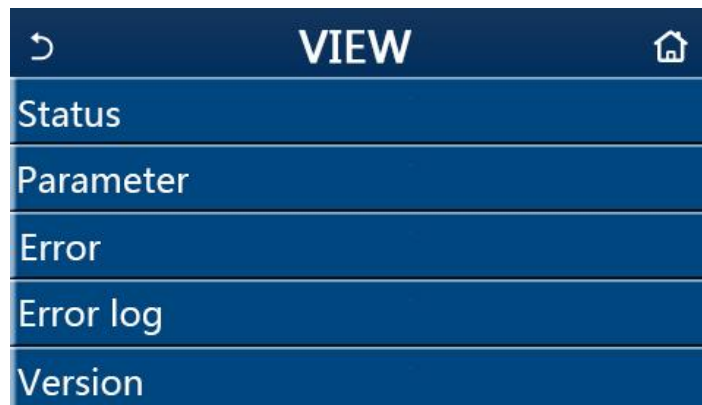 VIEW
Status
Parameter
Error
Error log
Version